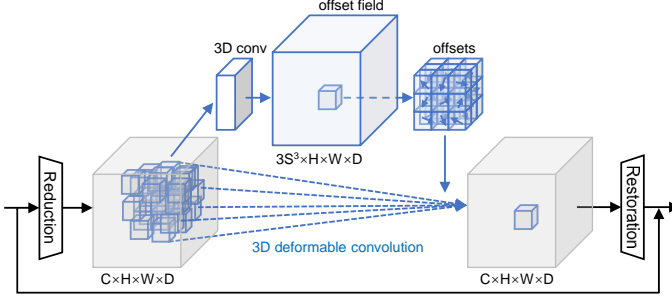 offset field
3D conv
offsets
3S³×H×W×D
Reduction
Restoration
3D deformable convolution
C×H×W×D
C×H×W×D